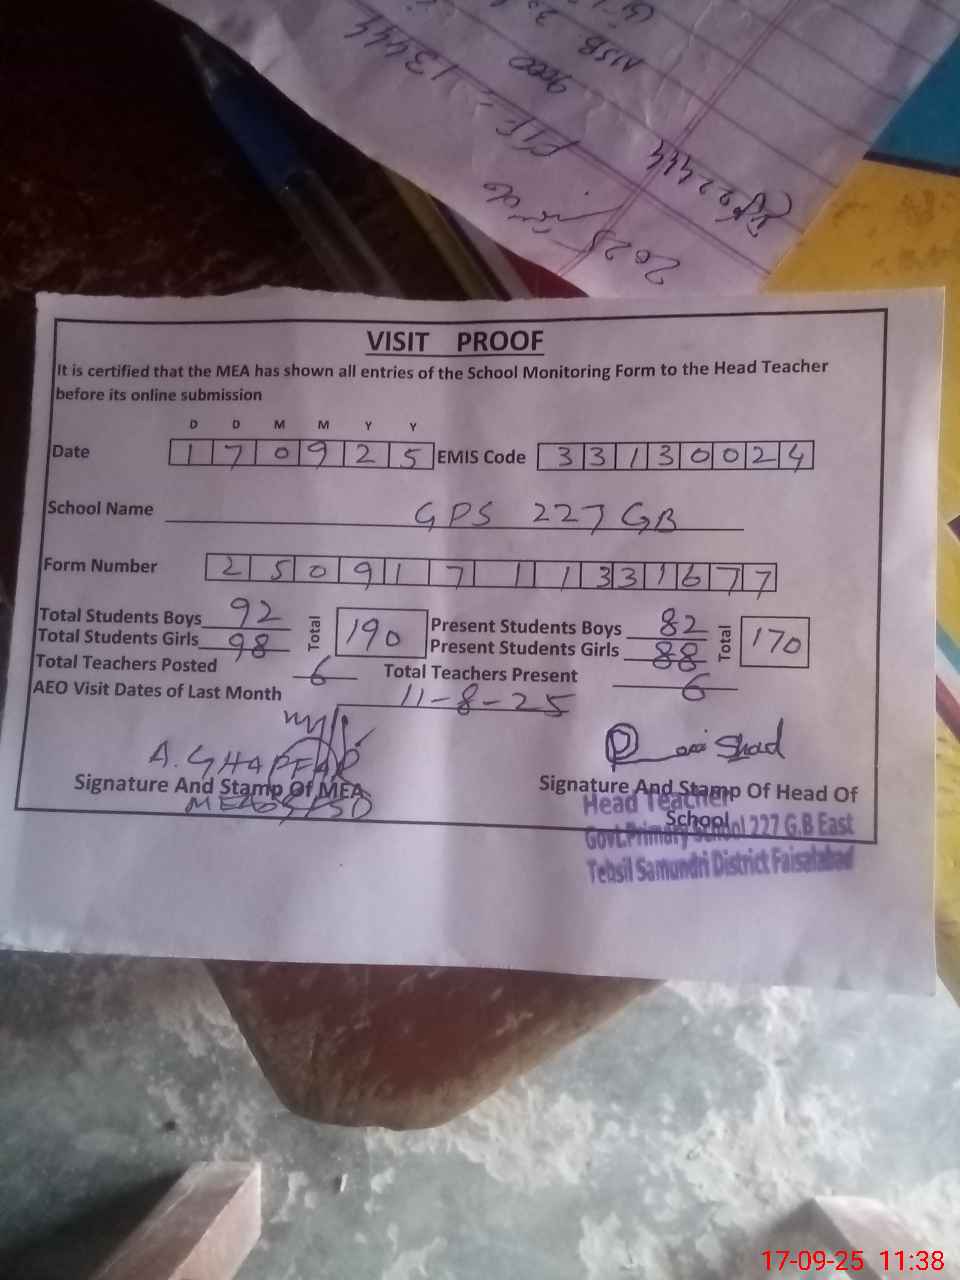 13444
9000
NSB
22444
2025
VISIT PROOF
It is certified that the MEA has shown all entries of the School Monitoring Form to the Head Teacher
before its online submission
D D M M Y Y
Date 1 7 0 9 2 5 EMIS Code 3 3 1 3 0 0 2 4
School Name GPS 227 GB
Form Number 2 5 0 9 1 7 1 1 3 3 1 6 7 7
Total Students Boys 92 Total 190 Present Students Boys 82 Total 170
Total Students Girls 98 Present Students Girls 88
Total Teachers Posted 6 Total Teachers Present 6
AEO Visit Dates of Last Month 11-8-25
A. GHAFFAR
Signature And Stamp Of MEA
Signature And Stamp Of Head Of
School
Head Teacher
Govt.Primary School 227 G.B East
Tehsil Samundri District Faisalabad
17-09-25 11:38